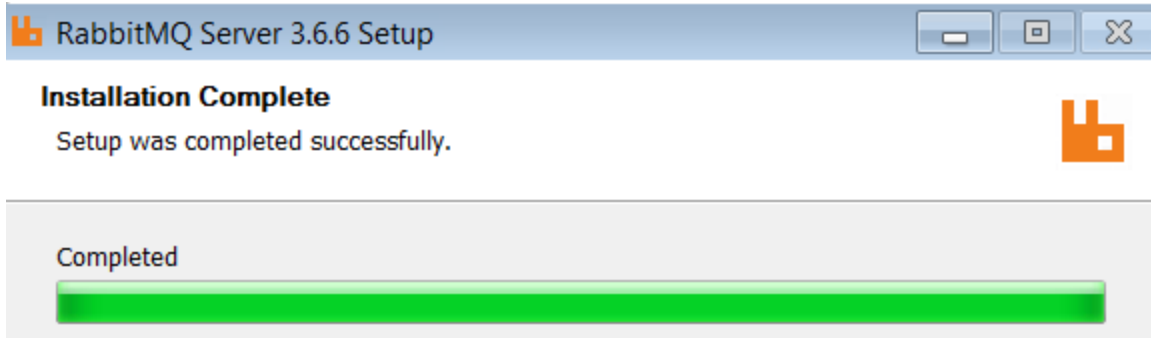 RabbitMQ Server 3.6.6 Setup
Installation Complete
Setup was completed successfully.
Completed